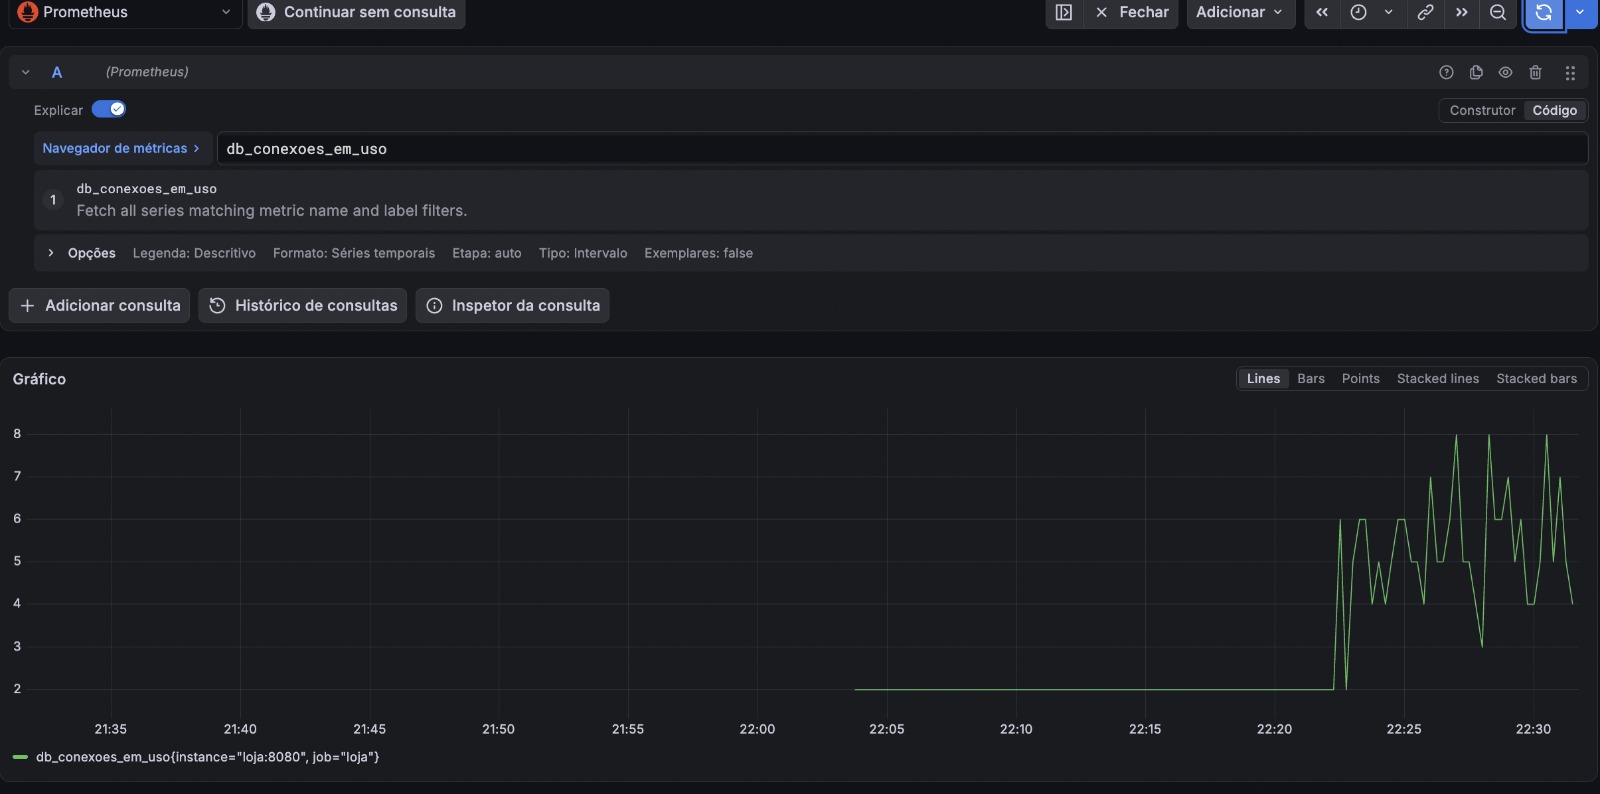 Prometheus Continuar sem consulta Fechar Adicionar
A (Prometheus)
Explicar Construtor Código
Navegador de métricas > db_conexoes_em_uso
1 db_conexoes_em_uso
Fetch all series matching metric name and label filters.
> Opções Legenda: Descritivo Formato: Séries temporais Etapa: auto Tipo: Intervalo Exemplares: false
+ Adicionar consulta Histórico de consultas Inspetor da consulta
Gráfico Lines Bars Points Stacked lines Stacked bars
8
7
6
5
4
3
2
21:35 21:40 21:45 21:50 21:55 22:00 22:05 22:10 22:15 22:20 22:25 22:30
db_conexoes_em_uso{instance="loja:8080", job="loja"}